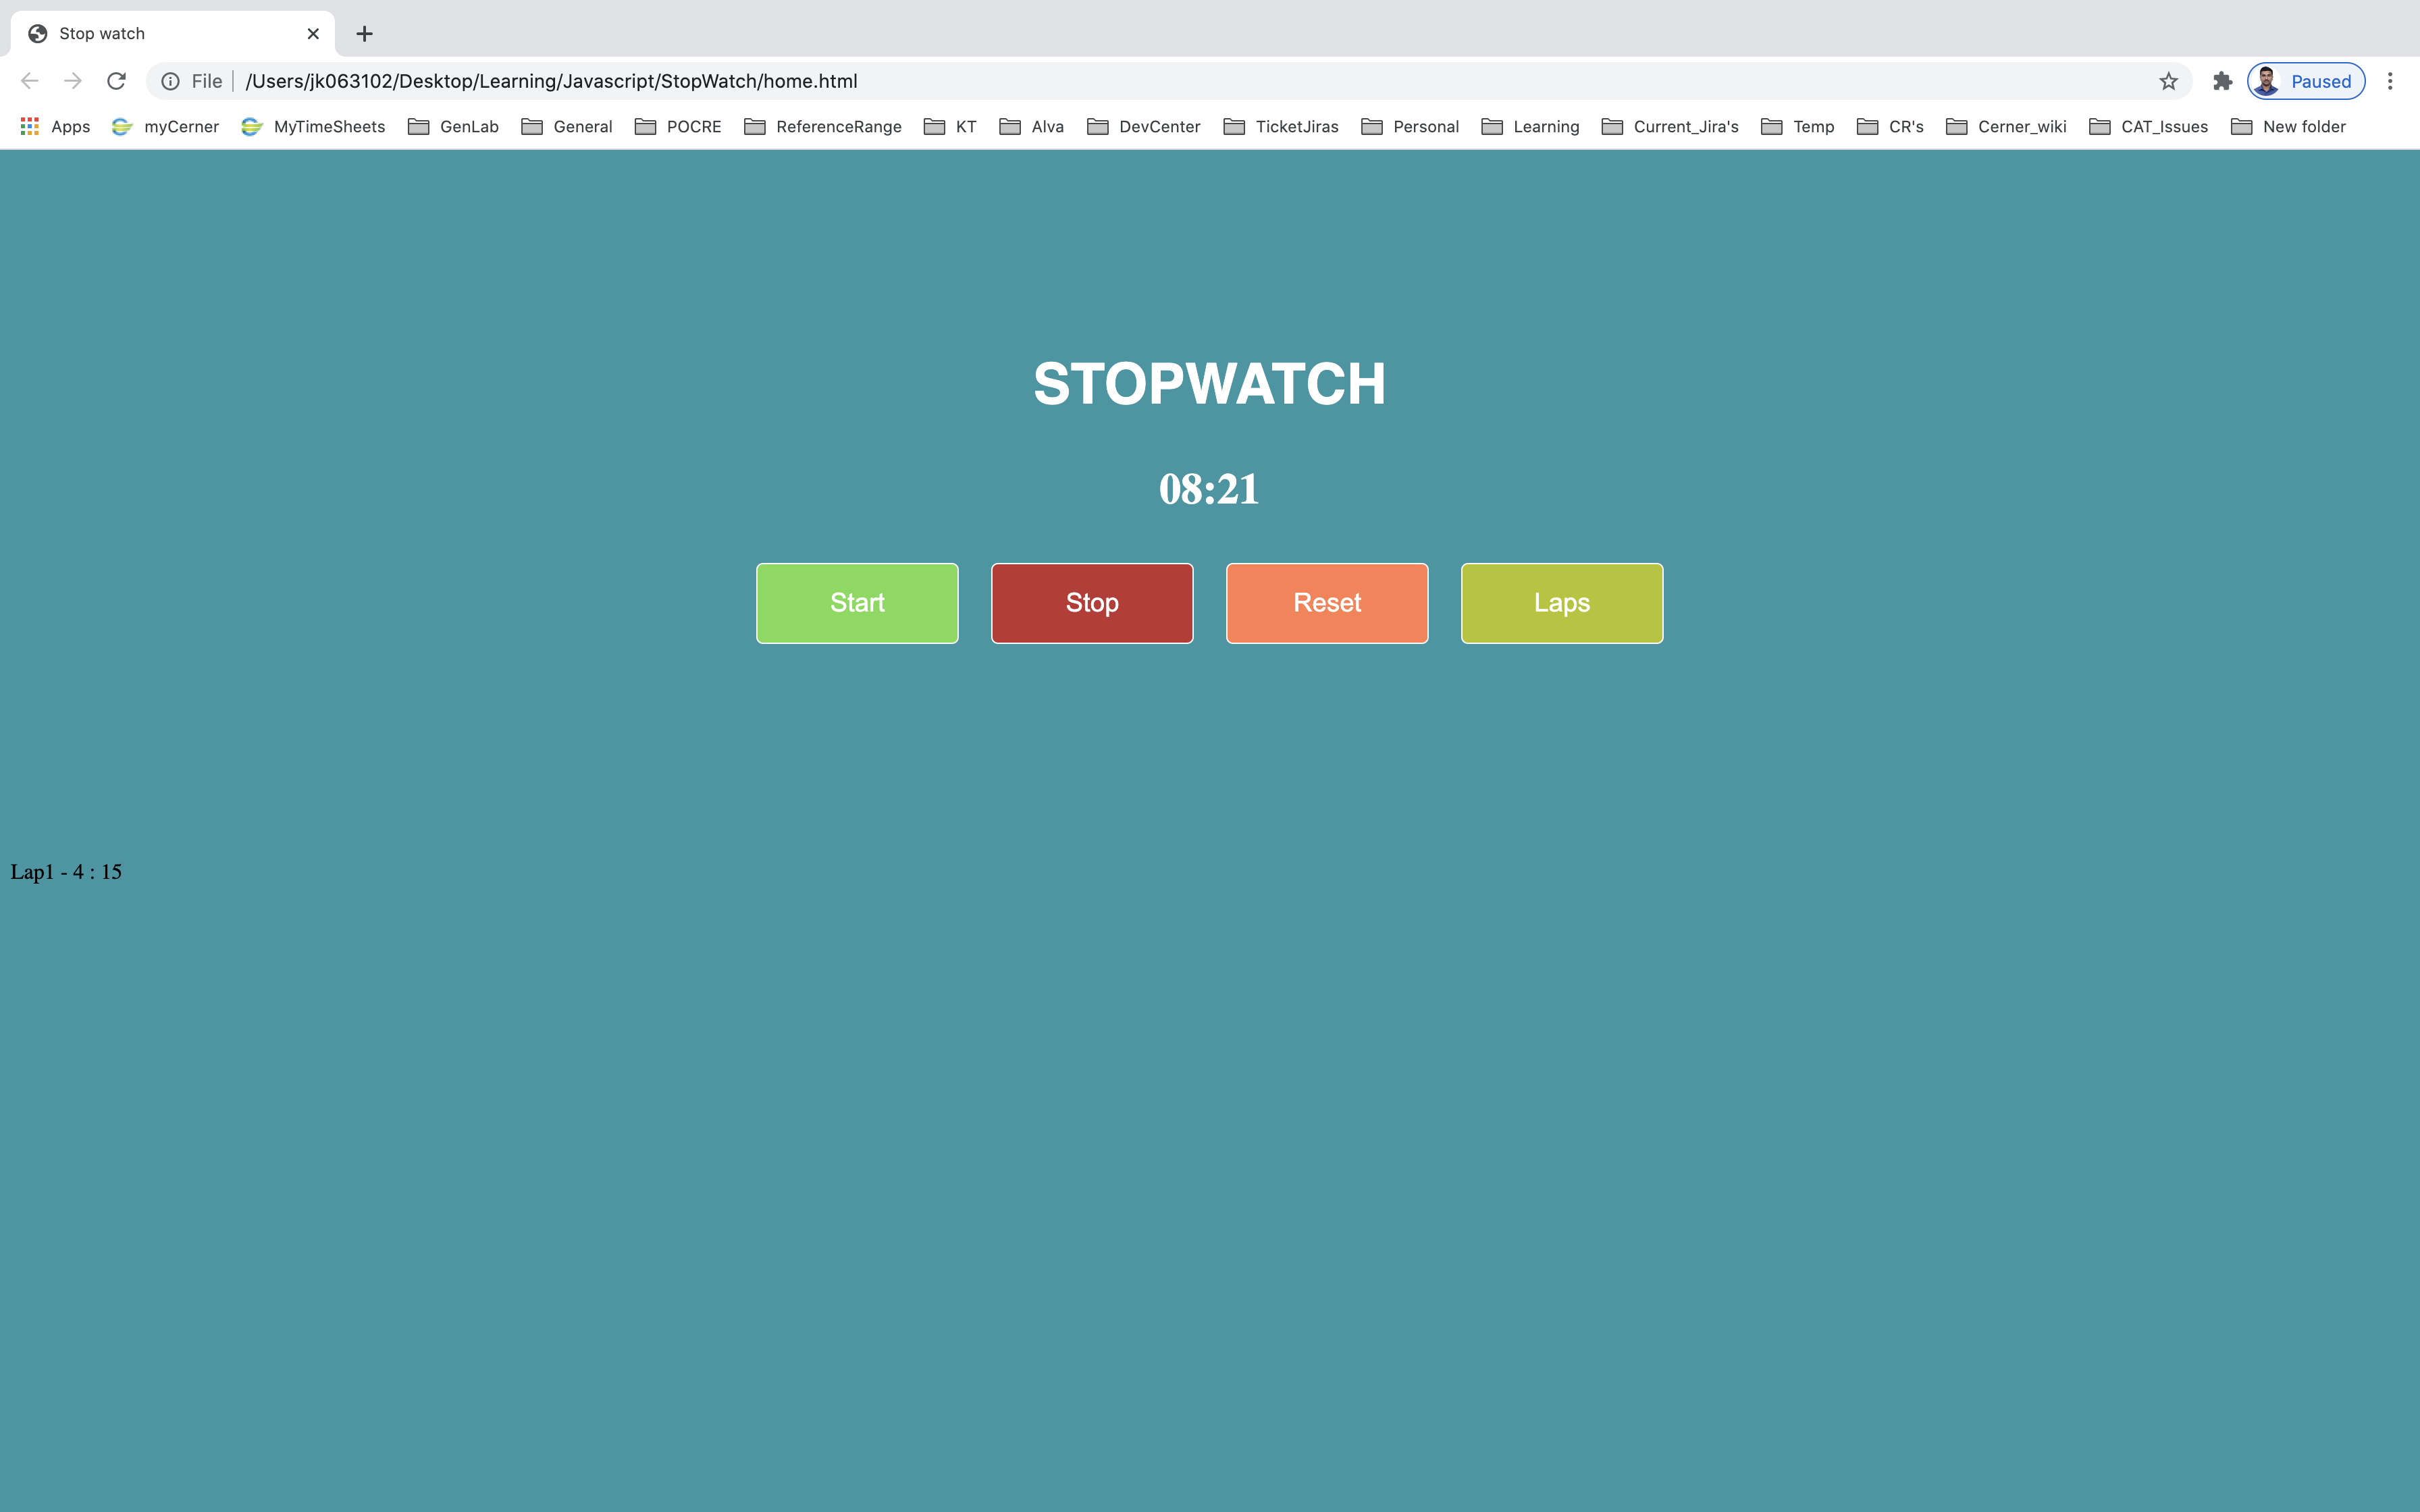 Stop watch
File /Users/jk063102/Desktop/Learning/Javascript/StopWatch/home.html Paused
Apps myCerner MyTimeSheets GenLab General POCRE ReferenceRange KT Alva DevCenter TicketJiras Personal Learning Current_Jira's Temp CR's Cerner_wiki CAT_Issues New folder
STOPWATCH
08:21
Start Stop Reset Laps
Lap1 - 4 : 15